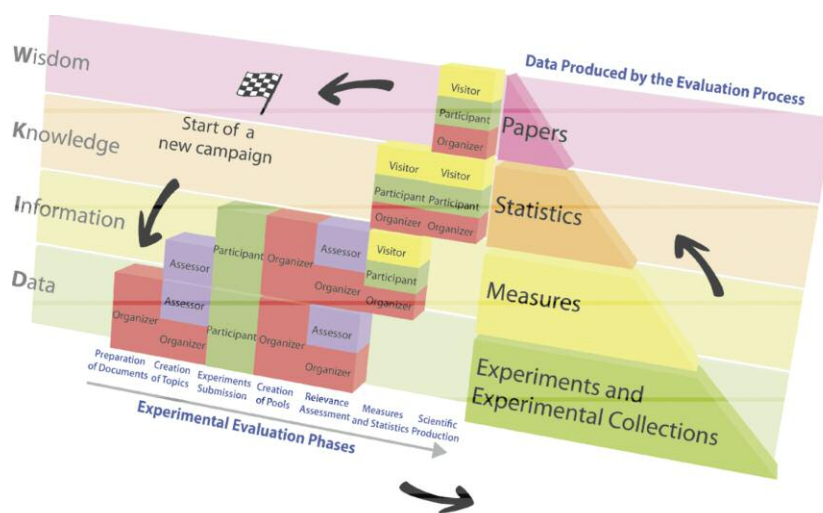 Wisdom
Knowledge
Information
Data
Start of a
new campaign
Data Produced by the Evaluation Process
Papers
Statistics
Measures
Experiments and
Experimental Collections
Visitor
Participant
Organizer
Visitor
Visitor
Participant
Participant
Organizer
Organizer
Visitor
Participant
Organizer
Organizer
Assessor
Assessor
Organizer
Participant
Participant
Organizer
Organizer
Assessor
Organizer
Assessor
Organizer
Preparation
of Documents
Creation
of Topics
Experiments
Submission
Creation
of Pools
Relevance
Assessment
Measures
and Statistics
Scientific
Production
Experimental Evaluation Phases